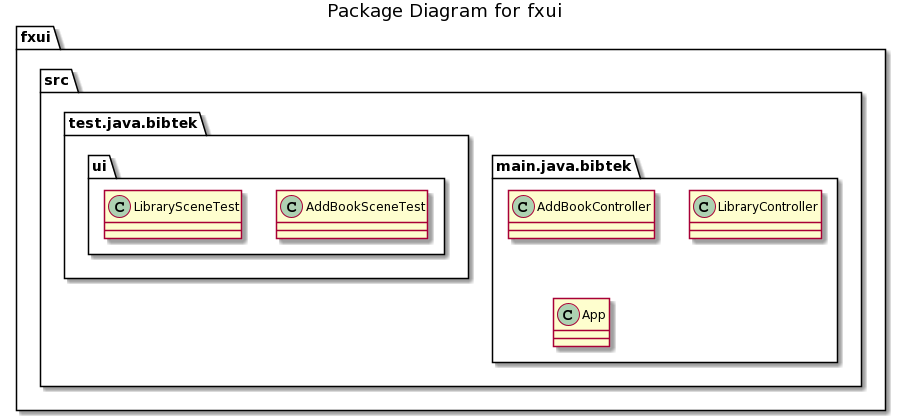 Package Diagram for fxui
fxui
src
test.java.bibtek
ui
main.java.bibtek
C LibrarySceneTest
C AddBookSceneTest
C AddBookController
C LibraryController
C App